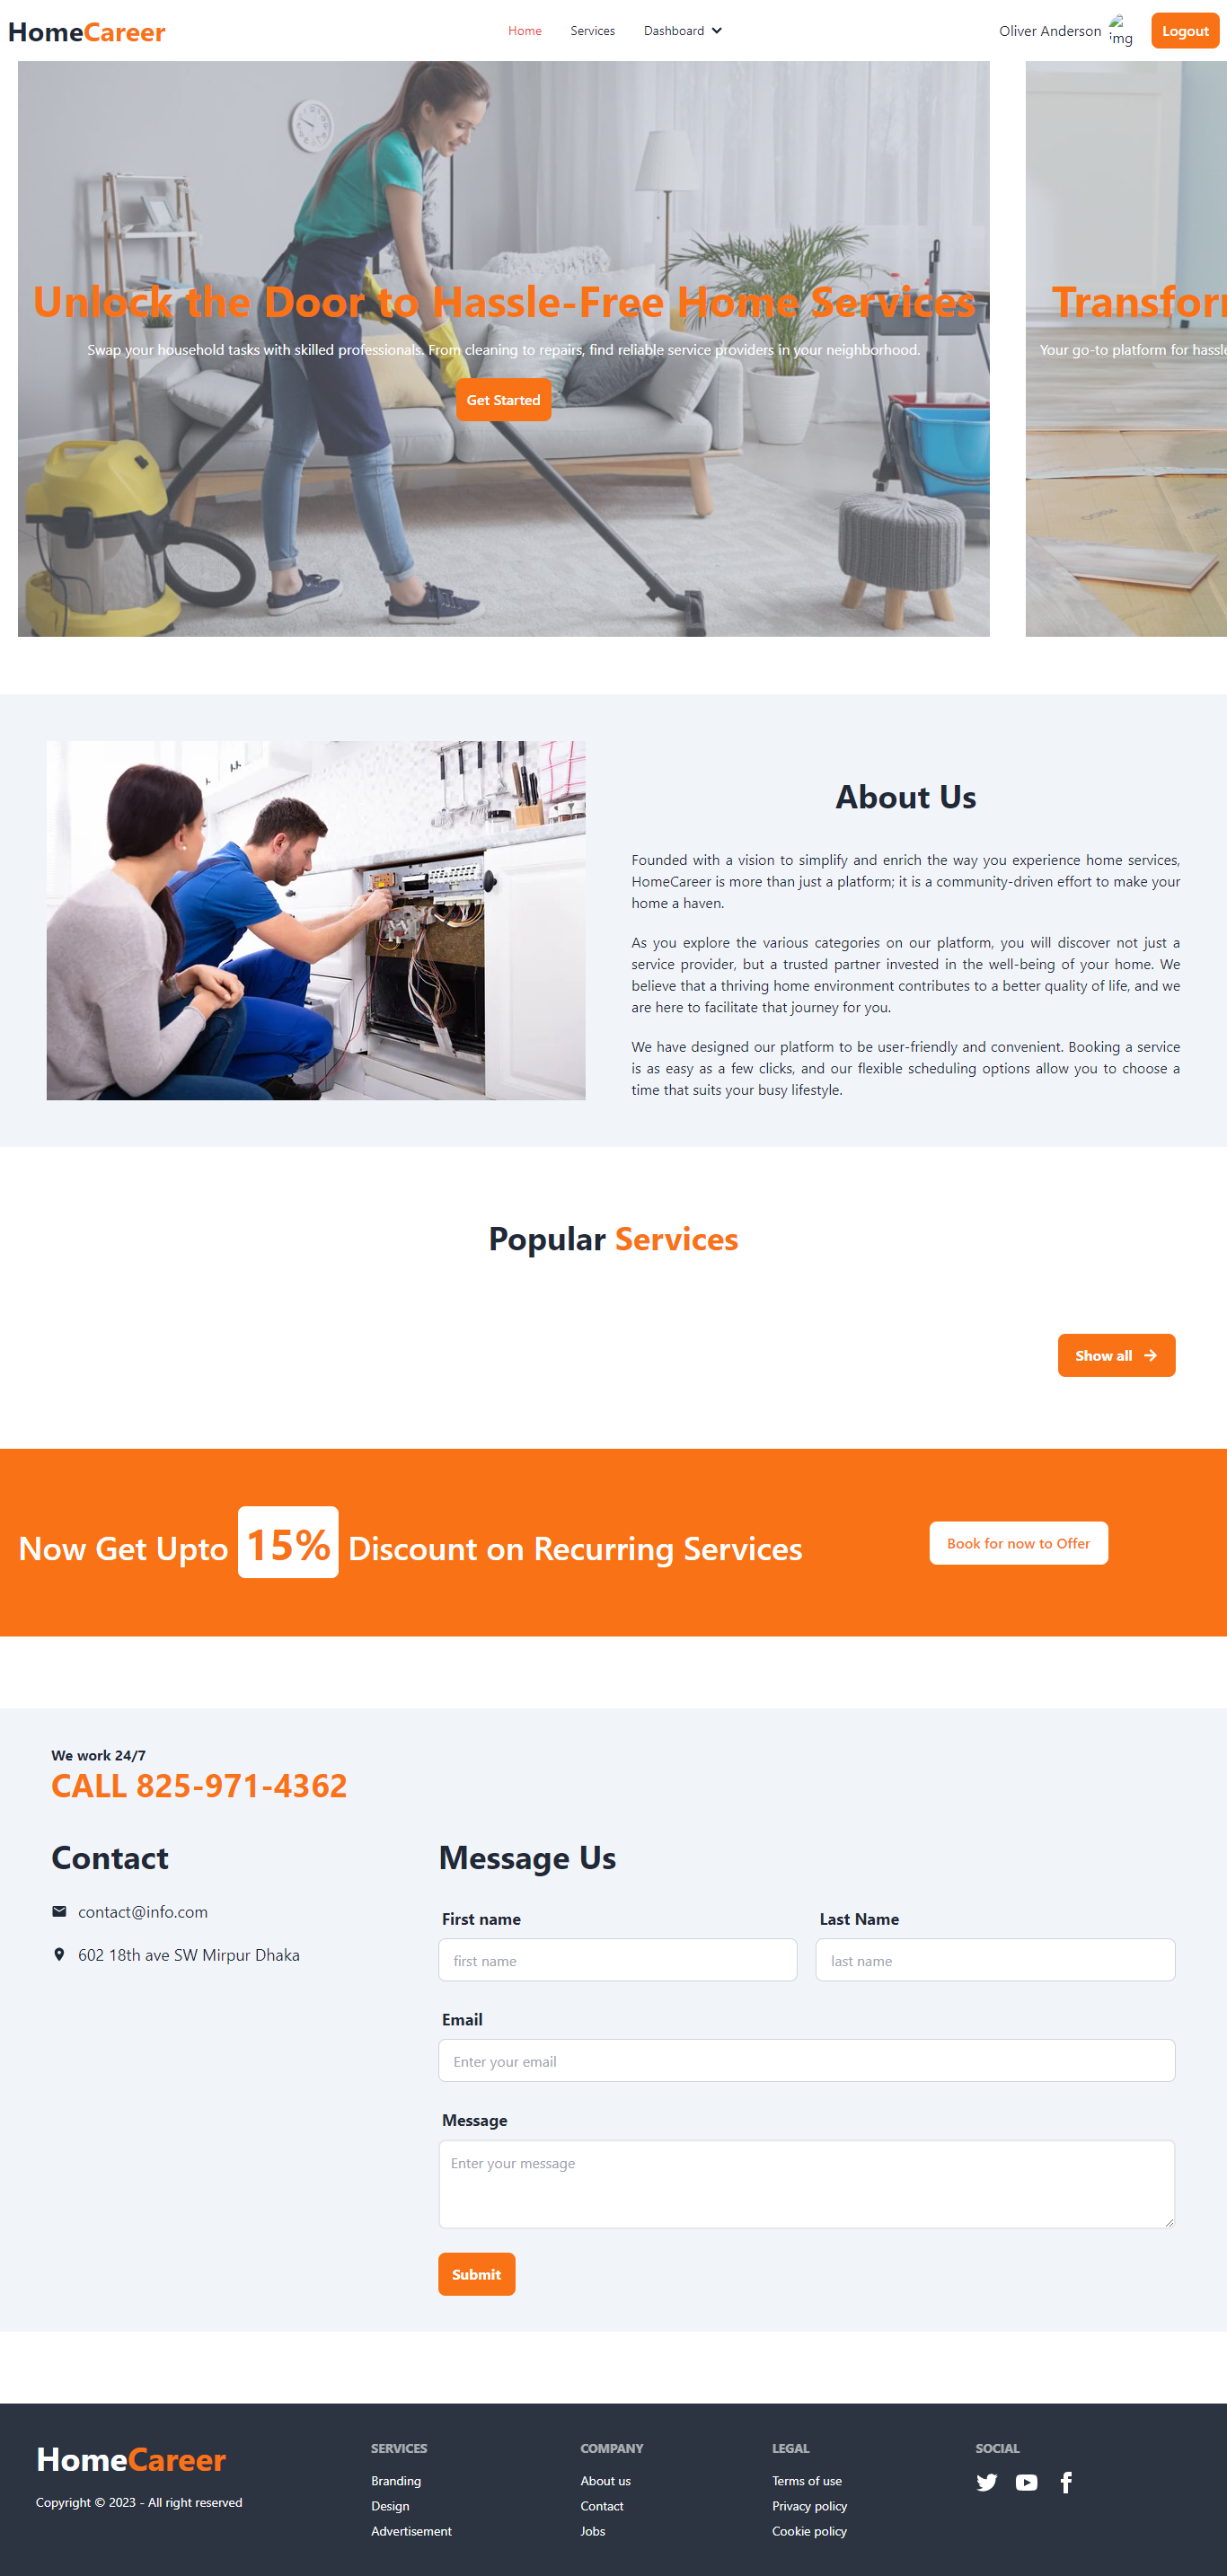 HomeCareer
Home Services Dashboard
Oliver Anderson img Logout
Unlock the Door to Hassle-Free Home Services
Swap your household tasks with skilled professionals. From cleaning to repairs, find reliable service providers in your neighborhood.
Get Started
Your go-to platform for
About Us
Founded with a vision to simplify and enrich the way you experience home services,
HomeCareer is more than just a platform; it is a community-driven effort to make your
home a haven.
As you explore the various categories on our platform, you will discover not just a
service provider, but a trusted partner invested in the well-being of your home. We
believe that a thriving home environment contributes to a better quality of life, and we
are here to facilitate that journey for you.
We have designed our platform to be user-friendly and convenient. Booking a service
is as easy as a few clicks, and our flexible scheduling options allow you to choose a
time that suits your busy lifestyle.
Popular Services
Show all
Now Get Upto 15% Discount on Recurring Services
Book for now to Offer
We work 24/7
CALL 825-971-4362
Contact
contact@info.com
602 18th ave SW Mirpur Dhaka
Message Us
First name Last Name
first name last name
Email
Enter your email
Message
Enter your message
Submit
HomeCareer
Copyright © 2023 - All right reserved
SERVICES
Branding
Design
Advertisement
COMPANY
About us
Contact
Jobs
LEGAL
Terms of use
Privacy policy
Cookie policy
SOCIAL